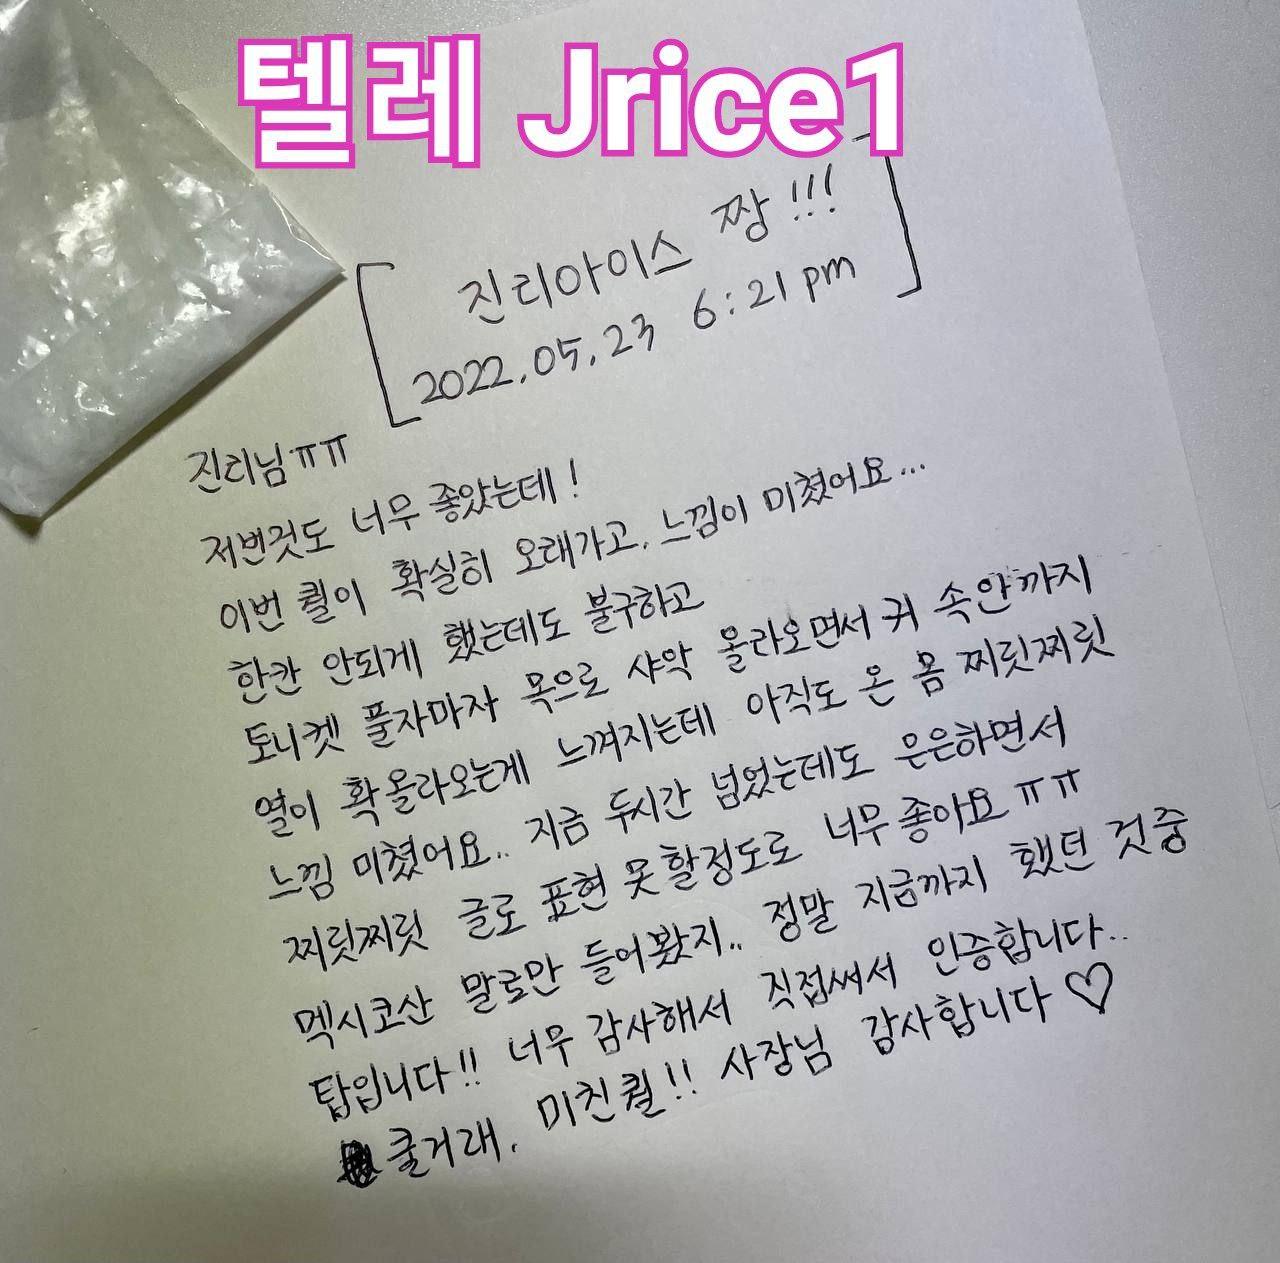 텔레 Jrice1
진리아이스 짱!!!
2022.05.23 6:21 pm
진리님ㅠㅠ
저번것도 너무 좋았는데!
이번 퀄이 확실히 오래가고, 느낌이 미쳤어요...
한칸 안되게 했는데도 불구하고
토니켓 풀자마자 목으로 샤악 올라오면서 귀 속안까지
열이 확올라오는게 느껴지는데 아직도 온 몸 찌릿찌릿
느낌 미쳤어요.. 지금 두시간 넘었는데도 은은하면서
찌릿찌릿 글로 표현 못할정도로 너무좋아요ㅠㅠ
멕시코산 말로만 들어봤지.. 정말 지금까지 했던 것중
탑입니다!! 너무 감사해서 직접써서 인증합니다..
쿨거래, 미친퀄!! 사장님 감사합니다♡